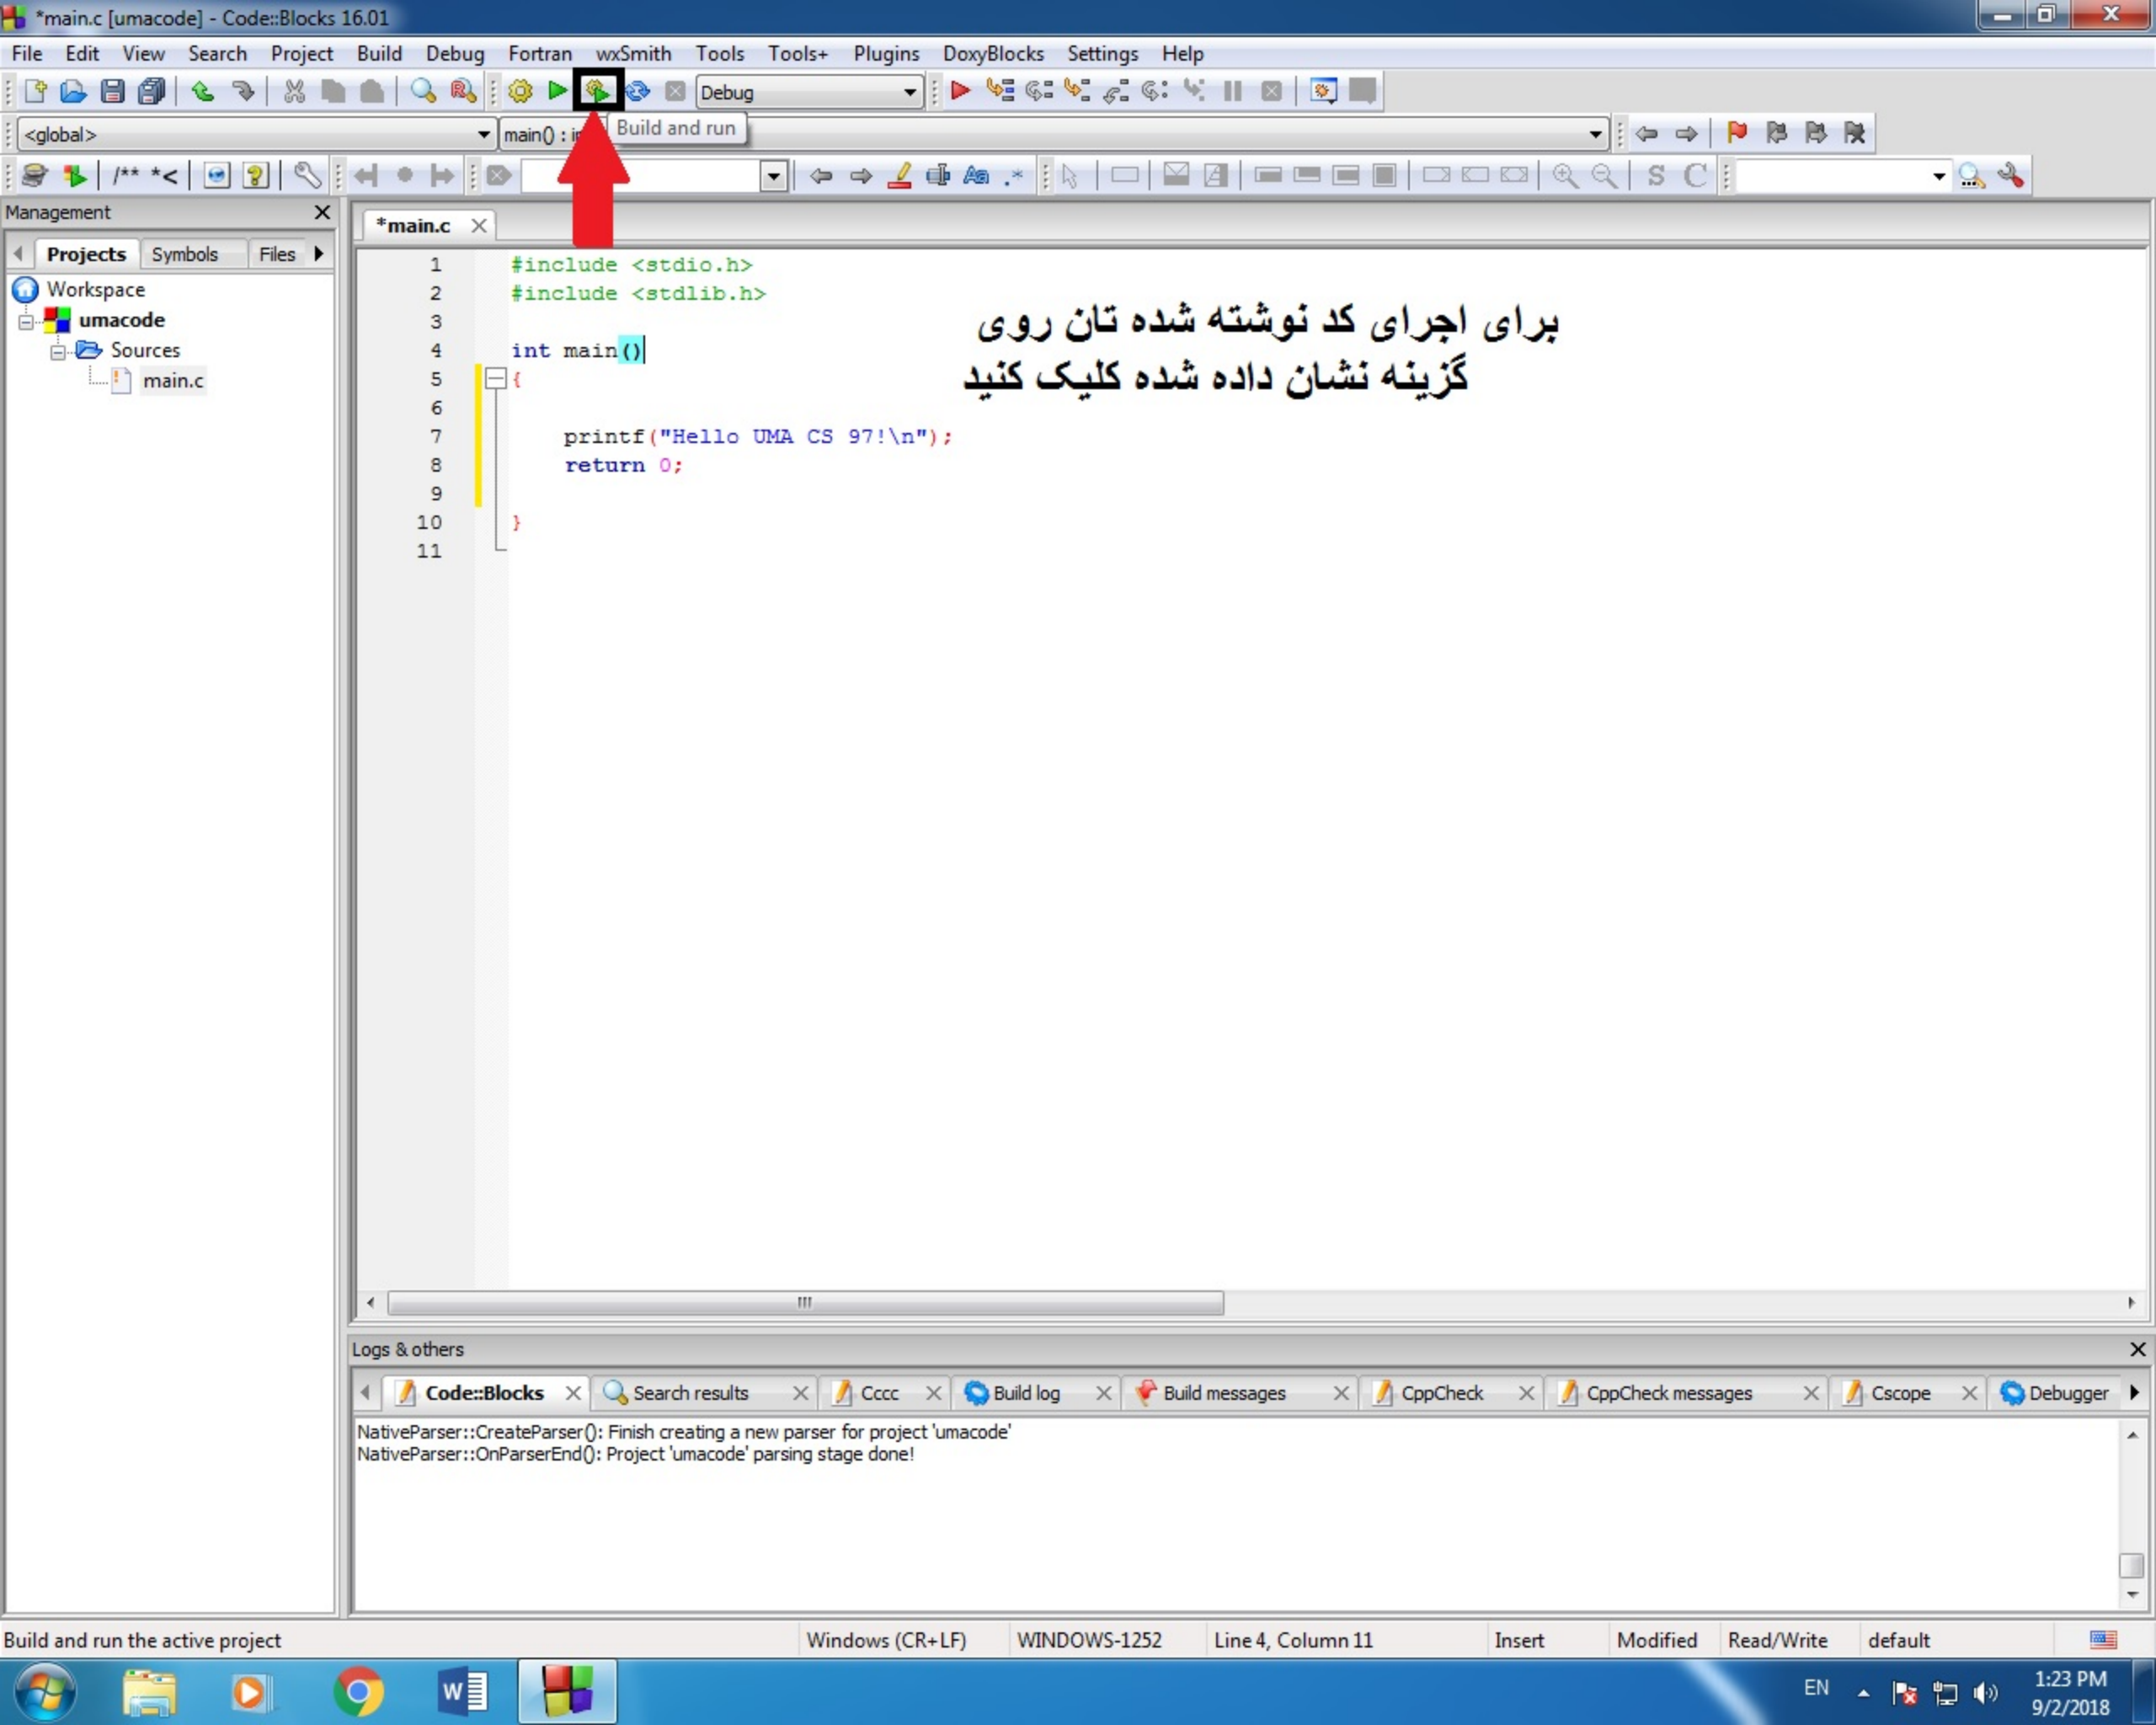 *main.c [umacode] - Code::Blocks 16.01
File Edit View Search Project Build Debug Fortran wxSmith Tools Tools+ Plugins DoxyBlocks Settings Help
Debug
<global> main() : Build and run
/** *< Aa .* S C
Management
*main.c
Projects Symbols Files
Workspace
umacode
Sources
main.c
1 #include <stdio.h>
2 #include <stdlib.h>
3
4 int main()
5 {
6
7 printf("Hello UMA CS 97!\n");
8 return 0;
9
10 }
11
برای اجرای کد نوشته شده تان روی
گزینه نشان داده شده کلیک کنید
Logs & others
Code::Blocks Search results Cccc Build log Build messages CppCheck CppCheck messages Cscope Debugger
NativeParser::CreateParser(): Finish creating a new parser for project 'umacode'
NativeParser::OnParserEnd(): Project 'umacode' parsing stage done!
Build and run the active project Windows (CR+LF) WINDOWS-1252 Line 4, Column 11 Insert Modified Read/Write default
EN 1:23 PM
9/2/2018